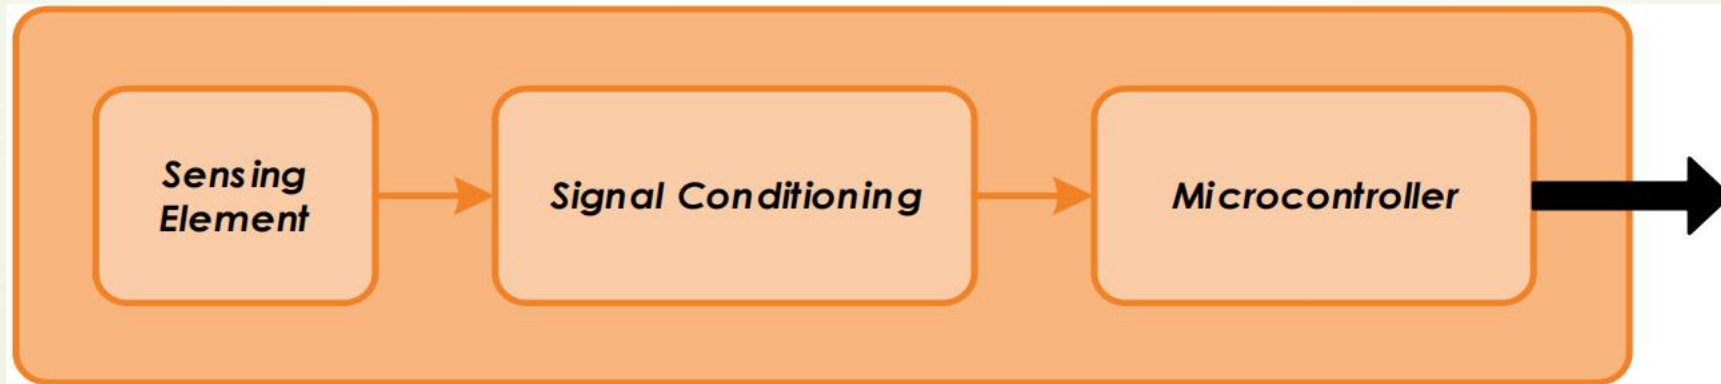 Sensing
Element
Signal Conditioning
Microcontroller